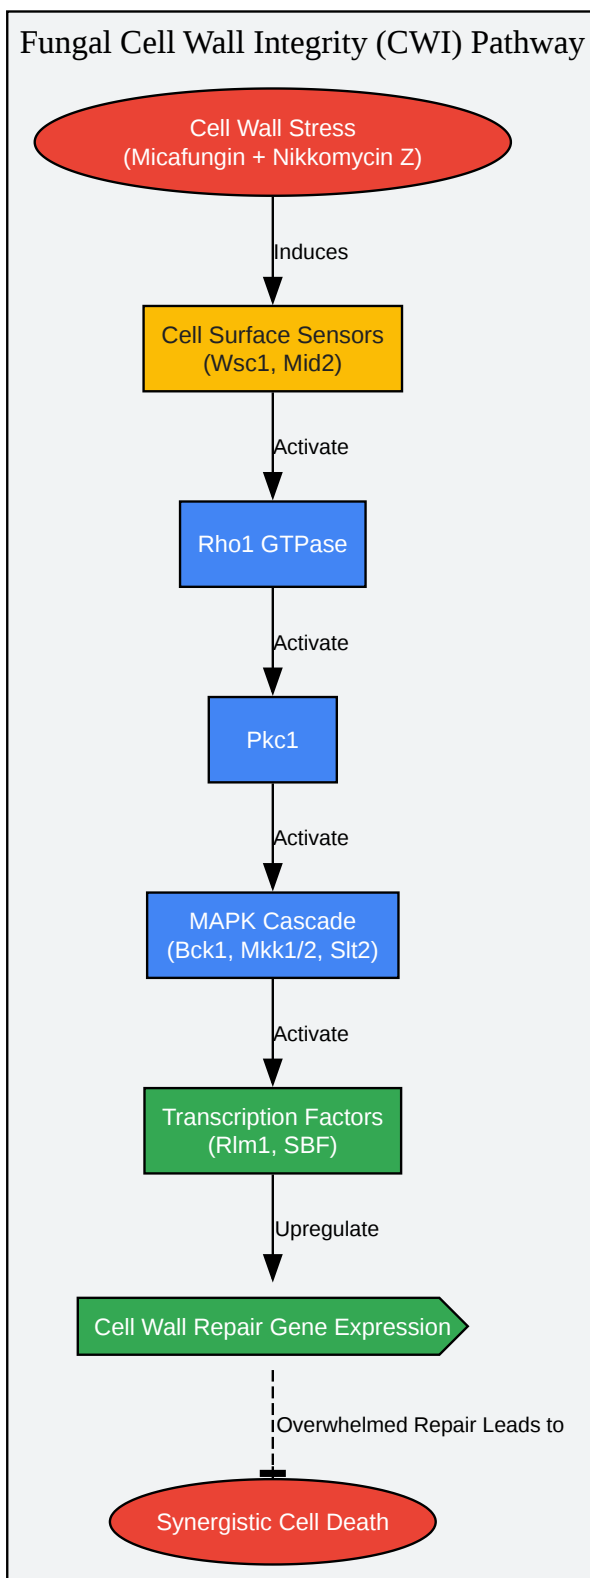 Fungal Cell Wall Integrity (CWI) Pathway
Cell Wall Stress
(Micafungin + Nikkomycin Z)
Induces
Cell Surface Sensors
(Wsc1, Mid2)
Activate
Rho1 GTPase
Activate
Pkc1
Activate
MAPK Cascade
(Bck1, Mkk1/2, Slt2)
Activate
Transcription Factors
(Rlm1, SBF)
Upregulate
Cell Wall Repair Gene Expression
Overwhelmed Repair Leads to
Synergistic Cell Death